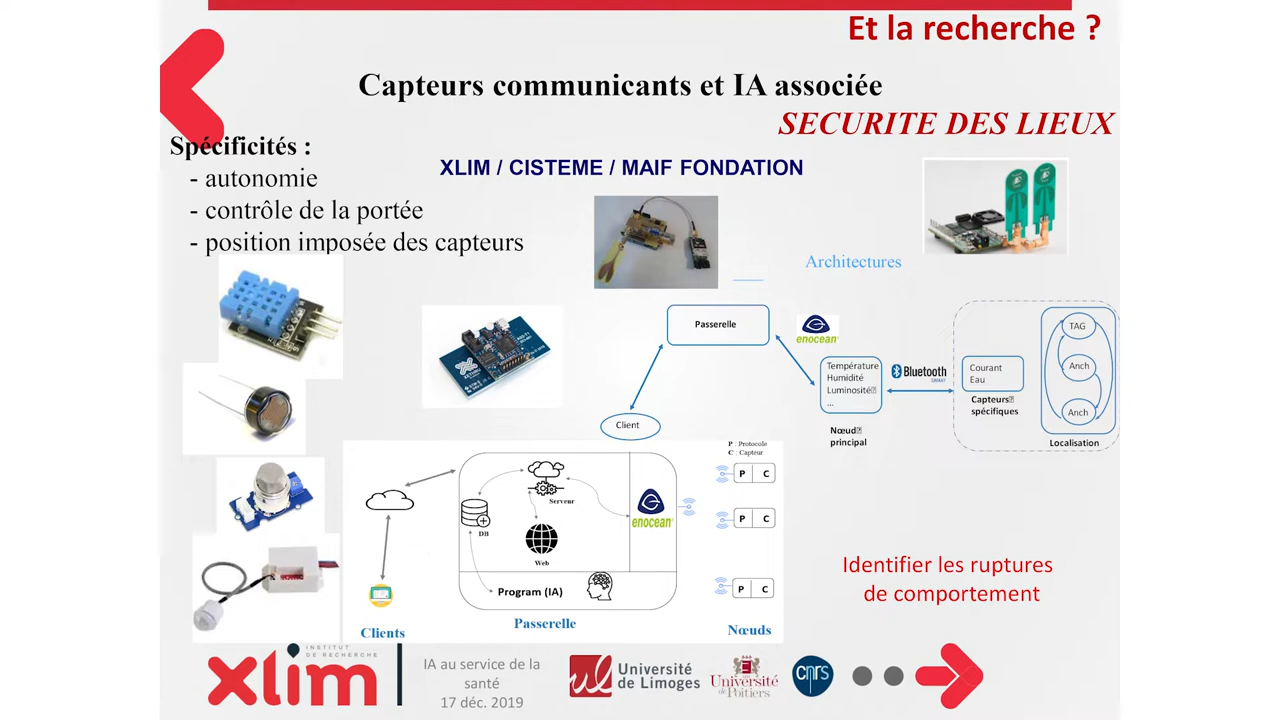 Et la recherche ?
Capteurs communicants et IA associée
SECURITE DES LIEUX
Spécificités :
- autonomie
- contrôle de la portée
- position imposée des capteurs
XLIM / CISTEME / MAIF FONDATION
Architectures
Passerelle
enocean
Température
Humidité
Luminosité
...
Nœud
principal
Bluetooth
SMART
Courant
Eau
Capteurs
spécifiques
TAG
Anch
Anch
Localisation
Client
P : Protocole
C : Capteur
Serveur
DB
Web
enocean
Program (IA)
P C
P C
P C
Clients
Passerelle
Nœuds
Identifier les ruptures
de comportement
xlim
INSTITUT
DE RECHERCHE
IA au service de la
santé
17 déc. 2019
ul
Université
de Limoges
Université
de Poitiers
cnrs